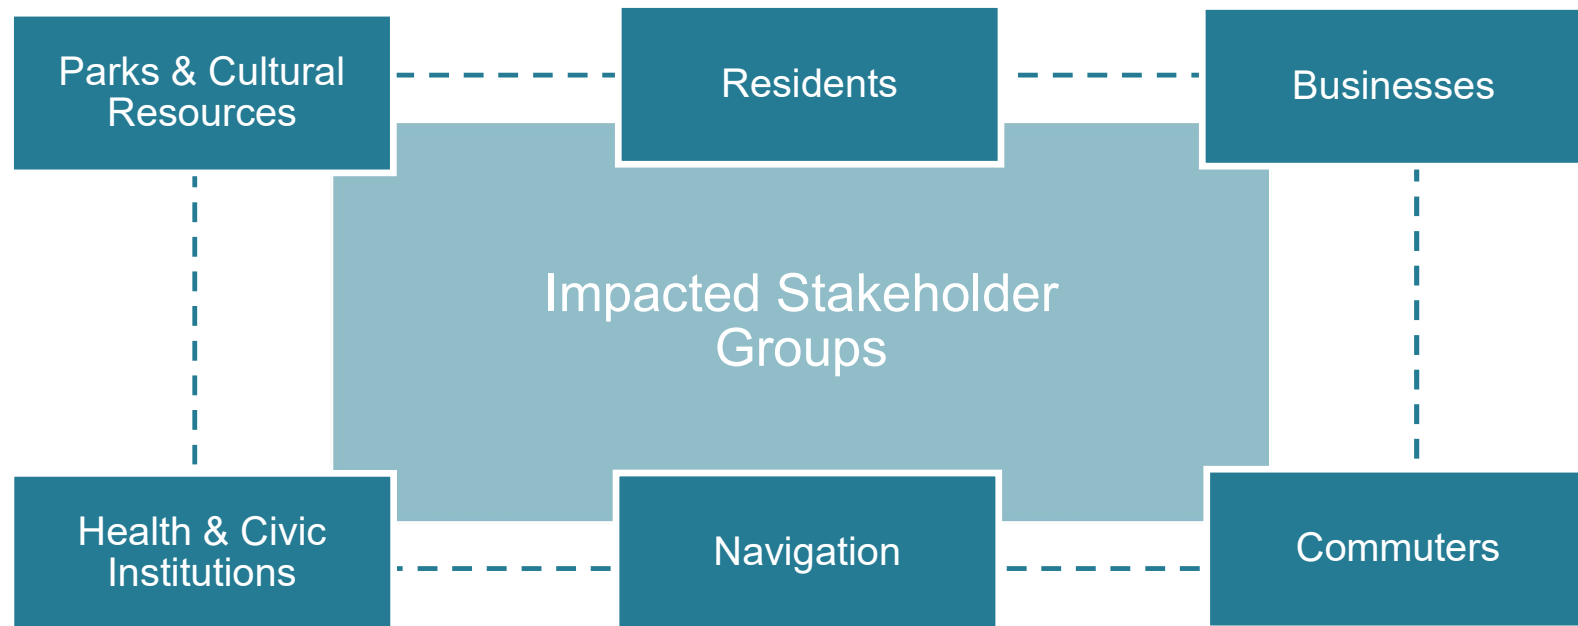 Parks & Cultural
Resources
Residents
Businesses
Impacted Stakeholder
Groups
Health & Civic
Institutions
Navigation
Commuters